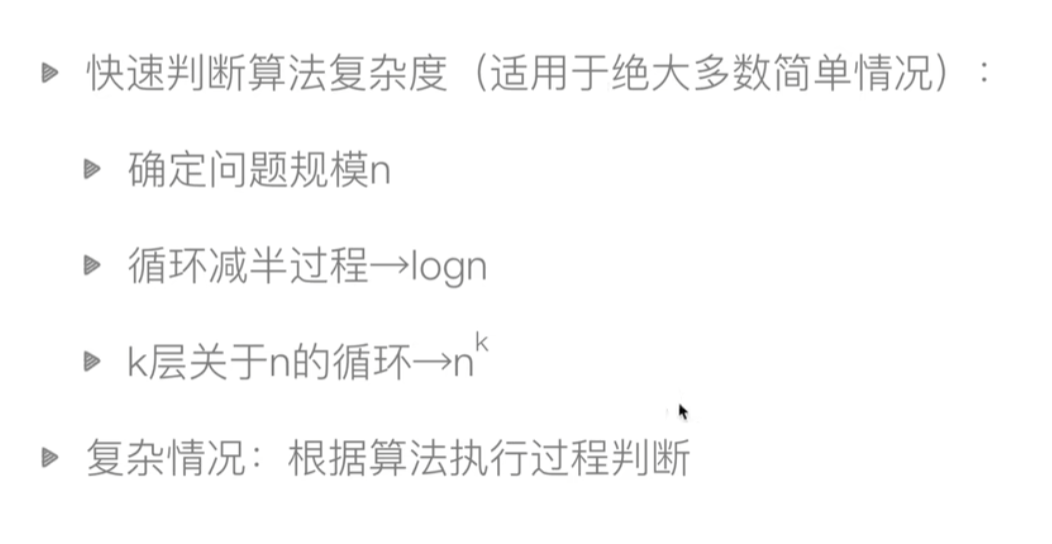 快速判断算法复杂度（适用于绝大多数简单情况）：
确定问题规模n
循环减半过程→logn
k层关于n的循环→n^k
复杂情况：根据算法执行过程判断